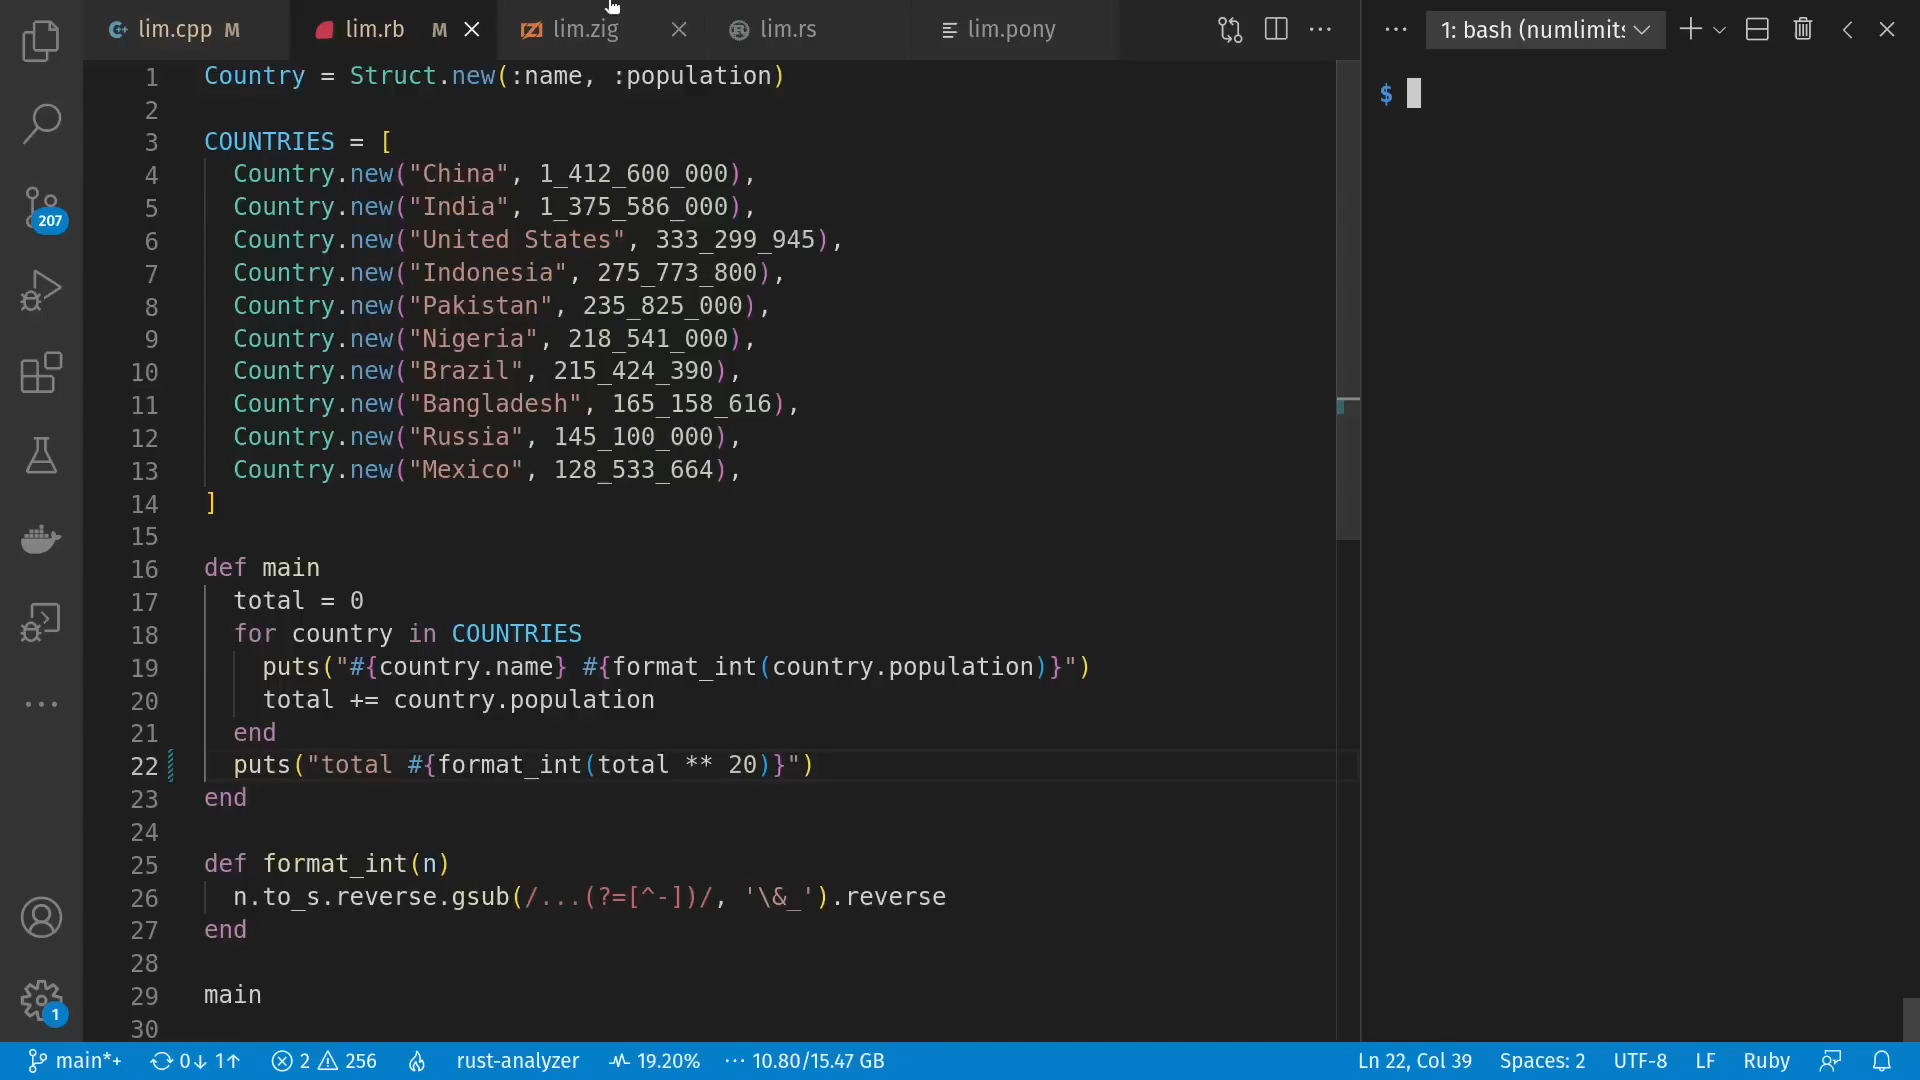 lim.cpp M lim.rb M lim.zig lim.rs lim.pony 1: bash (numlimits
1 Country = Struct.new(:name, :population)
2
3 COUNTRIES = [
4 Country.new("China", 1_412_600_000),
5 Country.new("India", 1_375_586_000),
6 Country.new("United States", 333_299_945),
7 Country.new("Indonesia", 275_773_800),
8 Country.new("Pakistan", 235_825_000),
9 Country.new("Nigeria", 218_541_000),
10 Country.new("Brazil", 215_424_390),
11 Country.new("Bangladesh", 165_158_616),
12 Country.new("Russia", 145_100_000),
13 Country.new("Mexico", 128_533_664),
14 ]
15
16 def main
17 total = 0
18 for country in COUNTRIES
19 puts("#{country.name} #{format_int(country.population)}")
20 total += country.population
21 end
22 puts("total #{format_int(total ** 20)}")
23 end
24
25 def format_int(n)
26 n.to_s.reverse.gsub(/...(?=[^-])/, '\&_').reverse
27 end
28
29 main
30
$
207
1
main*+ 0↓ 1↑ 2 256 rust-analyzer 19.20% ··· 10.80/15.47 GB Ln 22, Col 39 Spaces: 2 UTF-8 LF Ruby